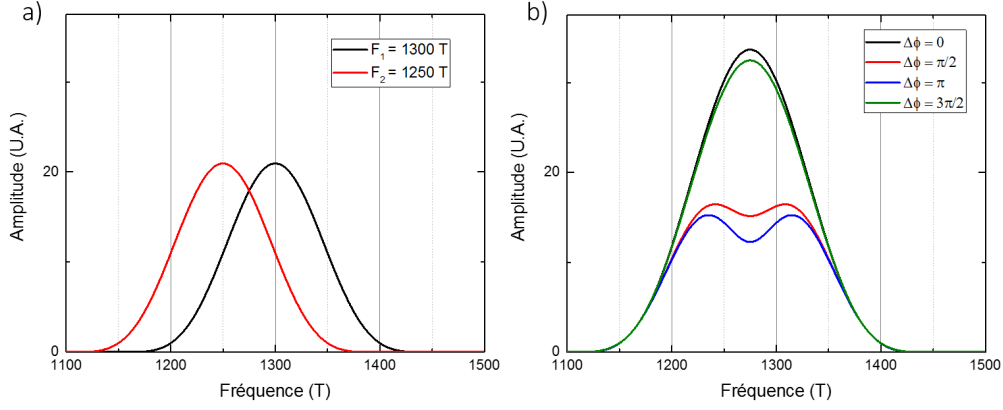 a)
F₁ = 1300 T
F₂ = 1250 T
Amplitude (U.A.)
20
0
1100
1200
1300
1400
1500
Fréquence (T)
b)
Δϕ = 0
Δϕ = π/2
Δϕ = π
Δϕ = 3π/2
Amplitude (U.A.)
20
0
1100
1200
1300
1400
1500
Fréquence (T)